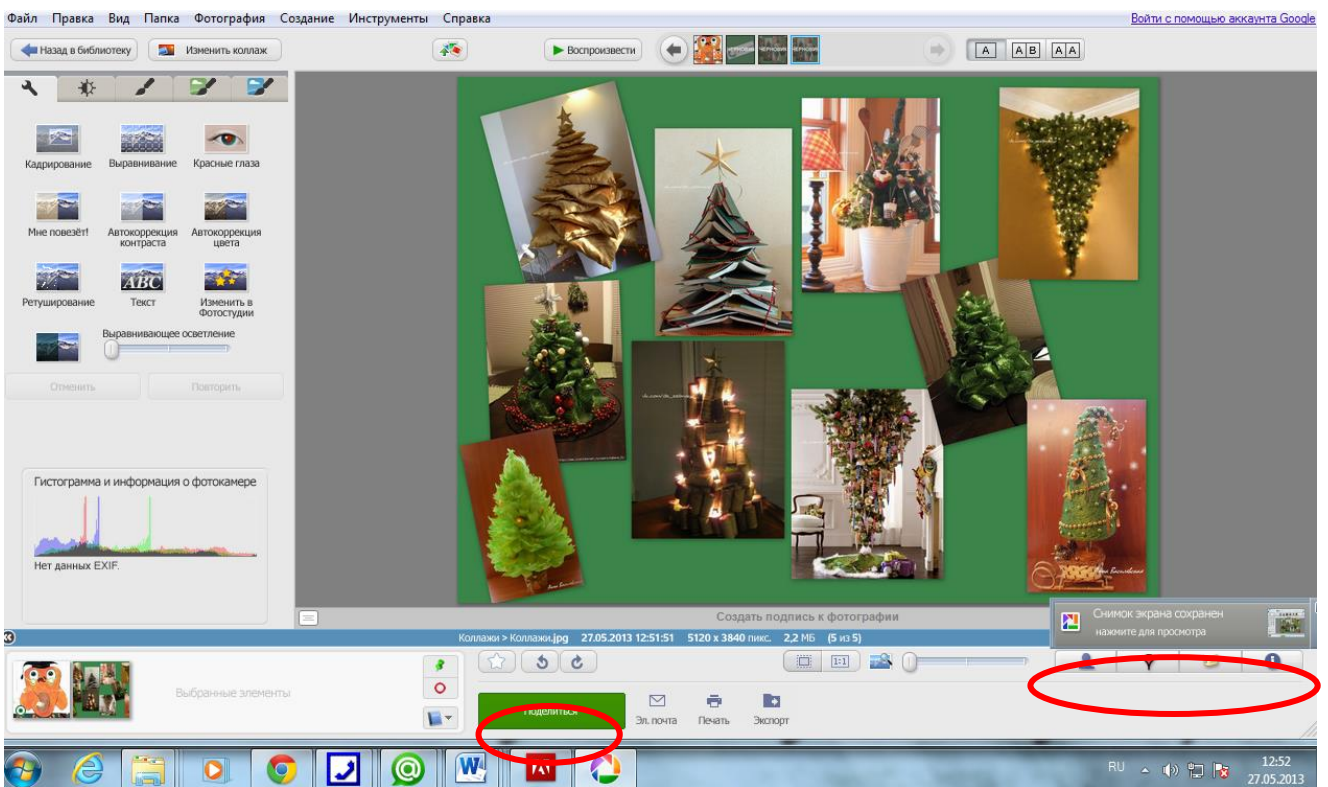 Файл Правка Вид Папка Фотография Создание Инструменты Справка
Войти с помощью аккаунта Google
Назад в библиотеку
Изменить коллаж
Воспроизвести
A
A B
A A
Кадрирование
Выравнивание
Красные глаза
Мне повезёт!
Автокоррекция контраста
Автокоррекция цвета
Ретуширование
ABC
Текст
Изменить в Фотостудии
Выравнивающее осветление
Отменить
Повторить
Гистограмма и информация о фотокамере
Нет данных EXIF.
Создать подпись к фотографии
Снимок экрана сохранен
нажмите для просмотра
Коллажи > Коллажи.jpg 27.05.2013 12:51:51 5120 x 3840 пикс. 2,2 МБ (5 из 5)
1:1
Выбранные элементы
Поделиться
Эл. почта
Печать
Экспорт
RU
12:52
27.05.2013